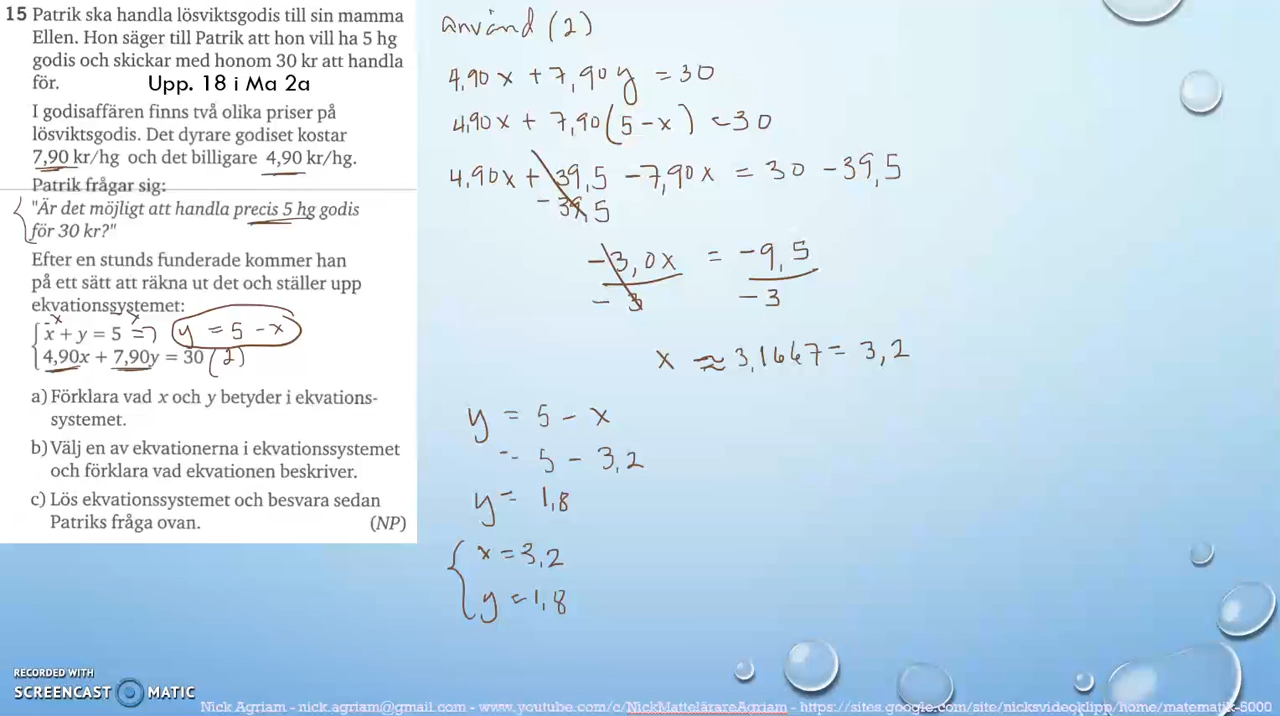 15 Patrik ska handla lösviktsgodis till sin mamma
Ellen. Hon säger till Patrik att hon vill ha 5 hg
godis och skickar med honom 30 kr att handla
för.
Upp. 18 i Ma 2a
I godisaffären finns två olika priser på
lösviktsgodis. Det dyrare godiset kostar
7,90 kr/hg och det billigare 4,90 kr/hg.
Patrik frågar sig:
"Är det möjligt att handla precis 5 hg godis
för 30 kr?"
Efter en stunds funderade kommer han
på ett sätt att räkna ut det och ställer upp
ekvationssystemet:
-x -x
x + y = 5 => y = 5 - x
4,90x + 7,90y = 30 (2)
a) Förklara vad x och y betyder i ekvations-
systemet.
b) Välj en av ekvationerna i ekvationssystemet
och förklara vad ekvationen beskriver.
c) Lös ekvationssystemet och besvara sedan
Patriks fråga ovan. (NP)
använd (2)
4,90x + 7,90y = 30
4,90x + 7,90(5 - x) = 30
4,90x + 39,5 - 7,90x = 30 - 39,5
- 39,5
-3,0x = -9,5
- 3 - 3
x ≈ 3,1667 = 3,2
y = 5 - x
= 5 - 3,2
y = 1,8
x = 3,2
y = 1,8
RECORDED WITH
SCREENCAST MATIC
Nick Agriam - nick.agriam@gmail.com - www.youtube.com/c/NickMattelärareAgriam - https://sites.google.com/site/nicksvideoklipp/home/matematik-5000